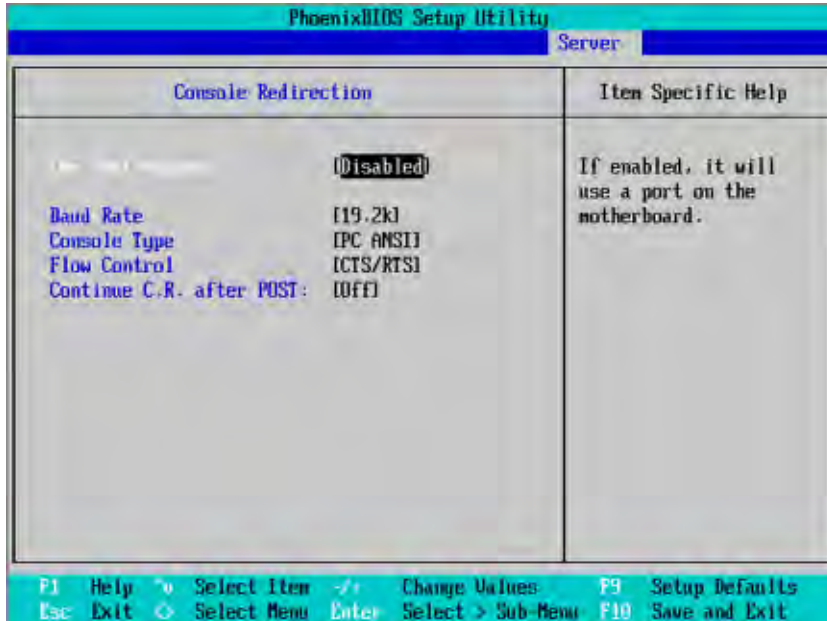 PhoenixBIOS Setup Utility
Server
Console Redirection
Item Specific Help
[Disabled]
If enabled, it will
use a port on the
motherboard.
Baud Rate [19.2k]
Console Type [PC ANSI]
Flow Control [CTS/RTS]
Continue C.R. after POST: [Off]
F1 Help Select Item -/+ Change Values F9 Setup Defaults
Esc Exit <> Select Menu Enter Select > Sub-Menu F10 Save and Exit